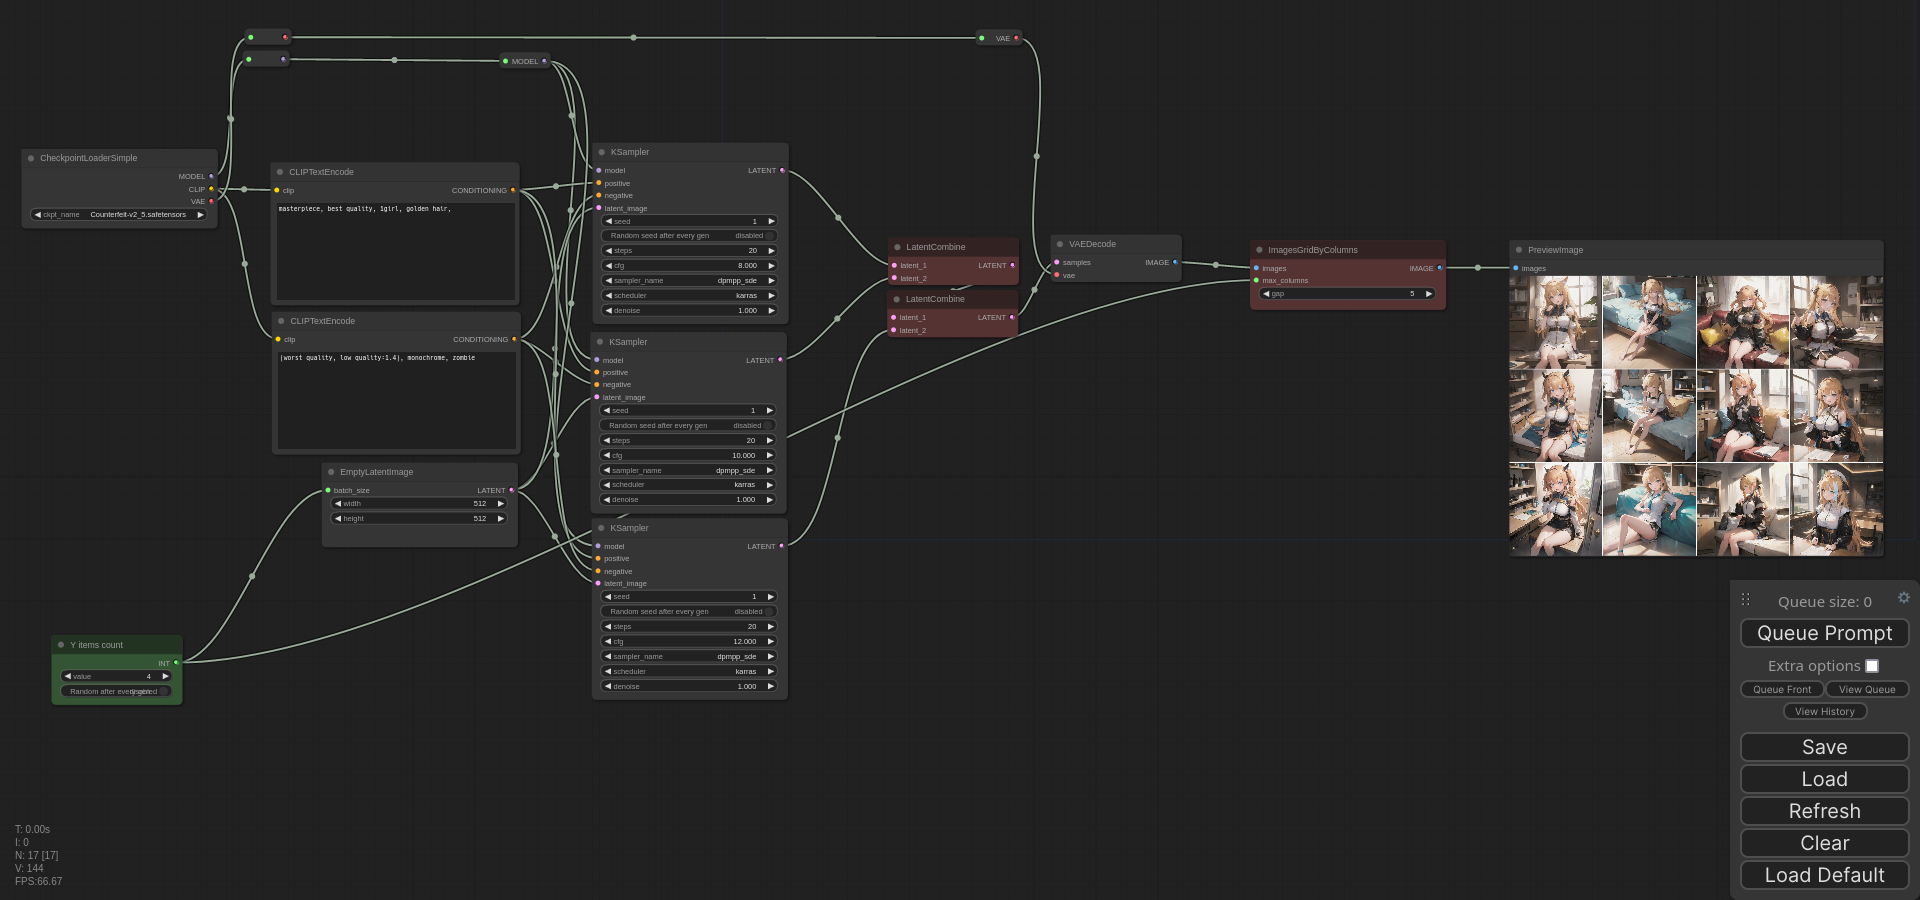 VAE
MODEL
CheckpointLoaderSimple
MODEL
CLIP
VAE
ckpt_name Counterfeit-v2_5.safetensors
CLIPTextEncode
clip CONDITIONING
masterpiece, best quality, 1girl, golden hair,
CLIPTextEncode
clip CONDITIONING
(worst quality, low quality:1.4), monochrome, zombie
EmptyLatentImage
batch_size LATENT
width 512
height 512
Y items count
INT
value 4
Random after every gen disabled
KSampler
model LATENT
positive
negative
latent_image
seed 1
Random seed after every gen disabled
steps 20
cfg 8.000
sampler_name dpmpp_sde
scheduler karras
denoise 1.000
KSampler
model LATENT
positive
negative
latent_image
seed 1
Random seed after every gen disabled
steps 20
cfg 10.000
sampler_name dpmpp_sde
scheduler karras
denoise 1.000
KSampler
model LATENT
positive
negative
latent_image
seed 1
Random seed after every gen disabled
steps 20
cfg 12.000
sampler_name dpmpp_sde
scheduler karras
denoise 1.000
LatentCombine
latent_1 LATENT
latent_2
LatentCombine
latent_1 LATENT
latent_2
VAEDecode
samples IMAGE
vae
ImagesGridByColumns
images IMAGE
max_columns
gap 5
PreviewImage
images
Queue size: 0
Queue Prompt
Extra options
Queue Front View Queue
View History
Save
Load
Refresh
Clear
Load Default
T: 0.00s
I: 0
N: 17 [17]
V: 144
FPS:66.67